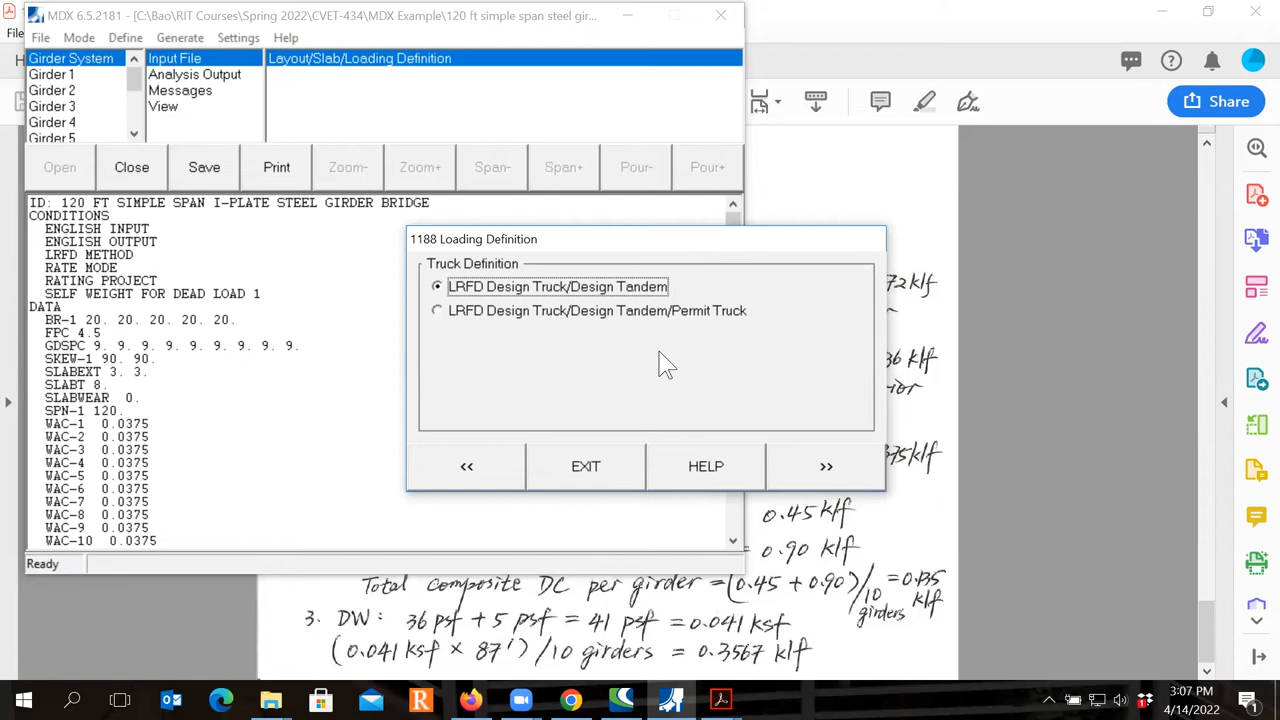 MDX 6.5.2181 - [C:\Bao\RIT Courses\Spring 2022\CVET-434\MDX Example\120 ft simple span steel gir...
File Mode Define Generate Settings Help
Girder System Input File Layout/Slab/Loading Definition
Girder 1 Analysis Output
Girder 2 Messages
Girder 3 View
Girder 4
Girder 5
Open Close Save Print Zoom- Zoom+ Span- Span+ Pour- Pour+
Share
ID: 120 FT SIMPLE SPAN I-PLATE STEEL GIRDER BRIDGE
CONDITIONS
ENGLISH INPUT
ENGLISH OUTPUT
LRFD METHOD
RATE MODE
RATING PROJECT
SELF WEIGHT FOR DEAD LOAD 1
DATA
BR-1 20. 20. 20. 20. 20.
FPC 4.5
GDSPC 9. 9. 9. 9. 9. 9. 9. 9. 9.
SKEW-1 90. 90.
SLABEXT 3. 3.
SLABT 8.
SLABWEAR 0.
SPN-1 120.
WAC-1 0.0375
WAC-2 0.0375
WAC-3 0.0375
WAC-4 0.0375
WAC-5 0.0375
WAC-6 0.0375
WAC-7 0.0375
WAC-8 0.0375
WAC-9 0.0375
WAC-10 0.0375
Ready
1188 Loading Definition
Truck Definition
LRFD Design Truck/Design Tandem
LRFD Design Truck/Design Tandem/Permit Truck
<< EXIT HELP >>
72 klf
36 klf
375 klf
0.45 klf
= 0.90 klf
Total composite DC per girder = (0.45 + 0.90)/10 girders = 0.135 klf
3. DW: 36 psf + 5 psf = 41 psf = 0.041 ksf
(0.041 ksf × 87')/10 girders = 0.3567 klf
3:07 PM
4/14/2022